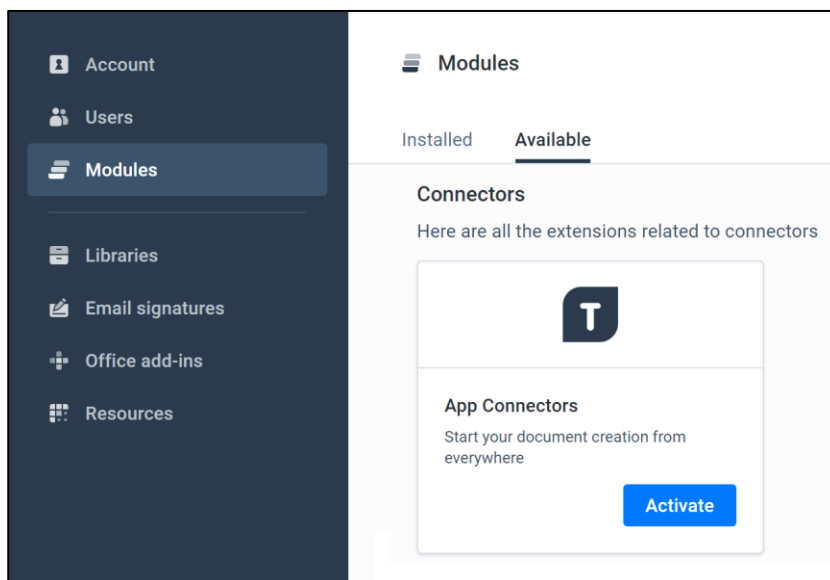 Account
Users
Modules
Libraries
Email signatures
Office add-ins
Resources
Modules
Installed
Available
Connectors
Here are all the extensions related to connectors
T
App Connectors
Start your document creation from
everywhere
Activate